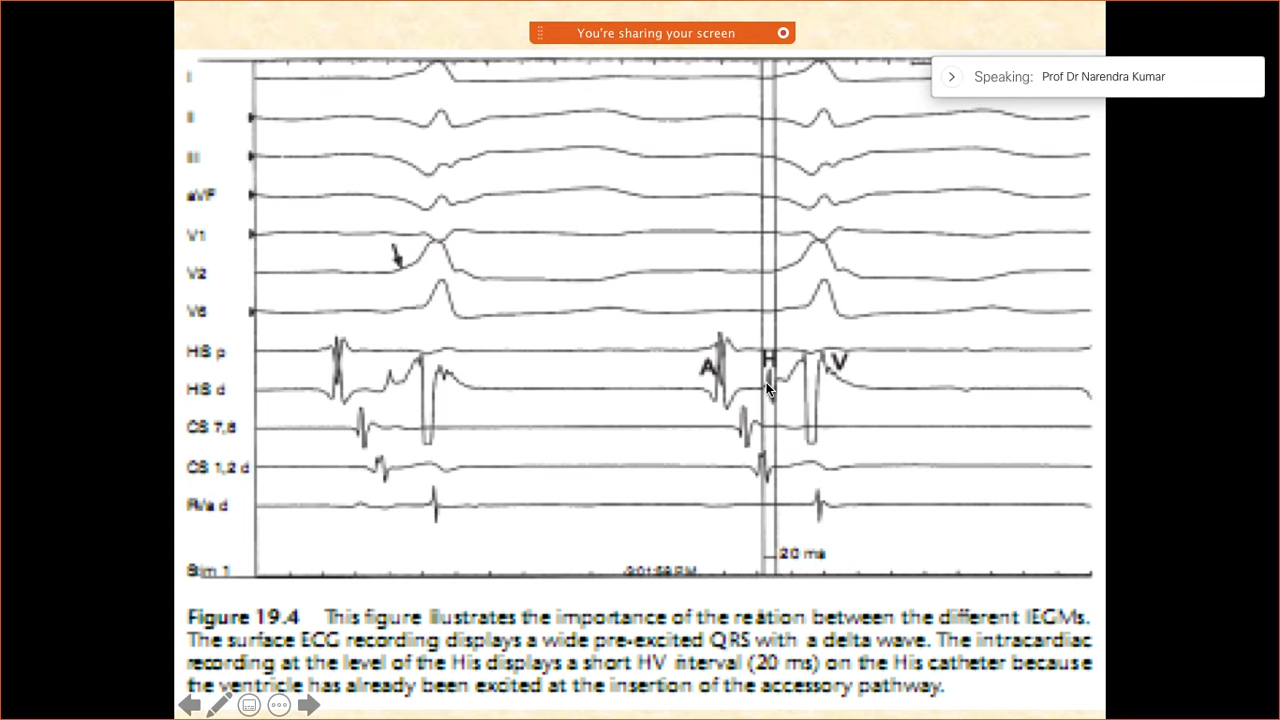 You're sharing your screen
Speaking: Prof Dr Narendra Kumar
I
II
III
aVF
V1
V2
V6
HIS p
HIS d
CS 7,8
CS 1,2 d
RVa d
Stim 1
A
H
V
20 ms
Figure 19.4 This figure illustrates the importance of the relation between the different IEGMs.
The surface ECG recording displays a wide pre-excited QRS with a delta wave. The intracardiac
recording at the level of the His displays a short HV interval (20 ms) on the His catheter because
the ventricle has already been excited at the insertion of the accessory pathway.